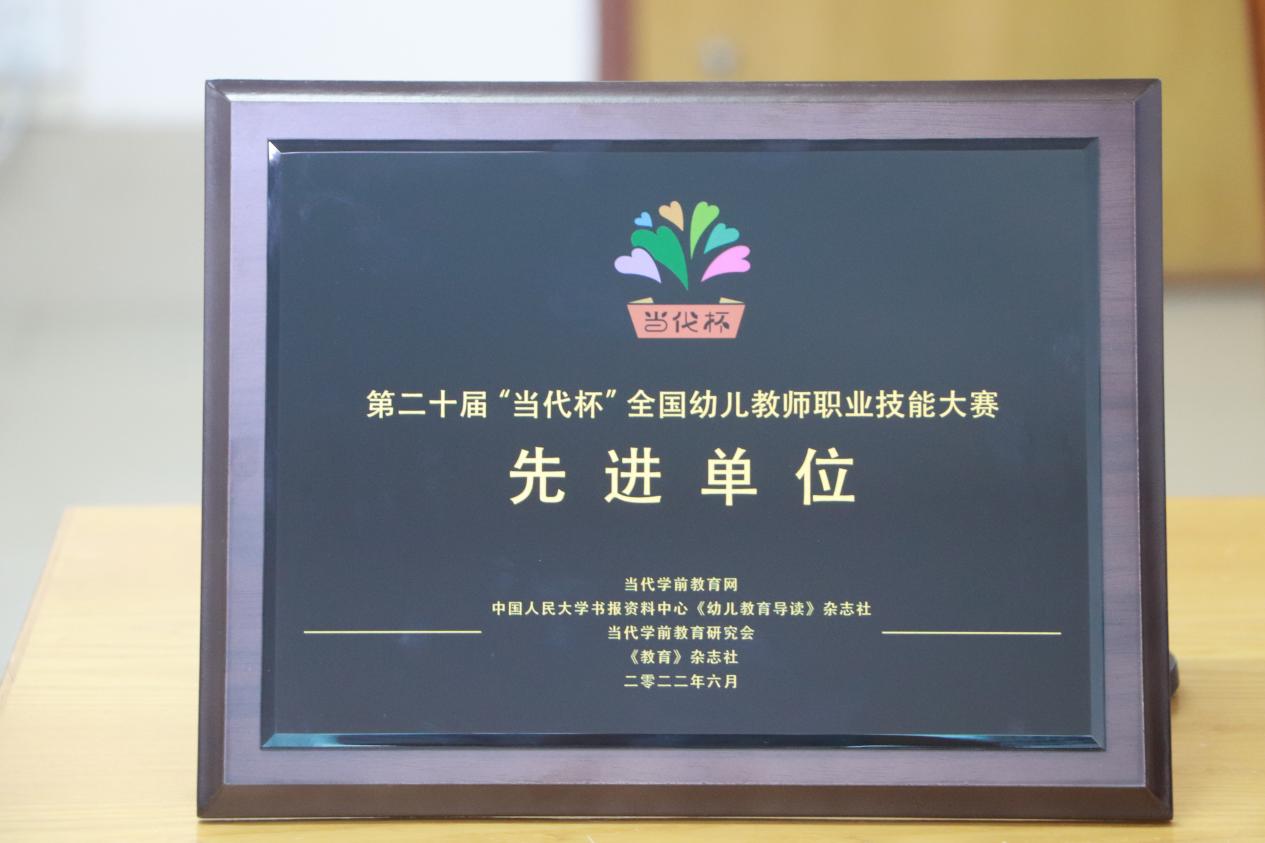 当代杯
第二十届“当代杯”全国幼儿教师职业技能大赛
先进单位
当代学前教育网
中国人民大学书报资料中心《幼儿教育导读》杂志社
当代学前教育研究会
《教育》杂志社
二零二二年六月